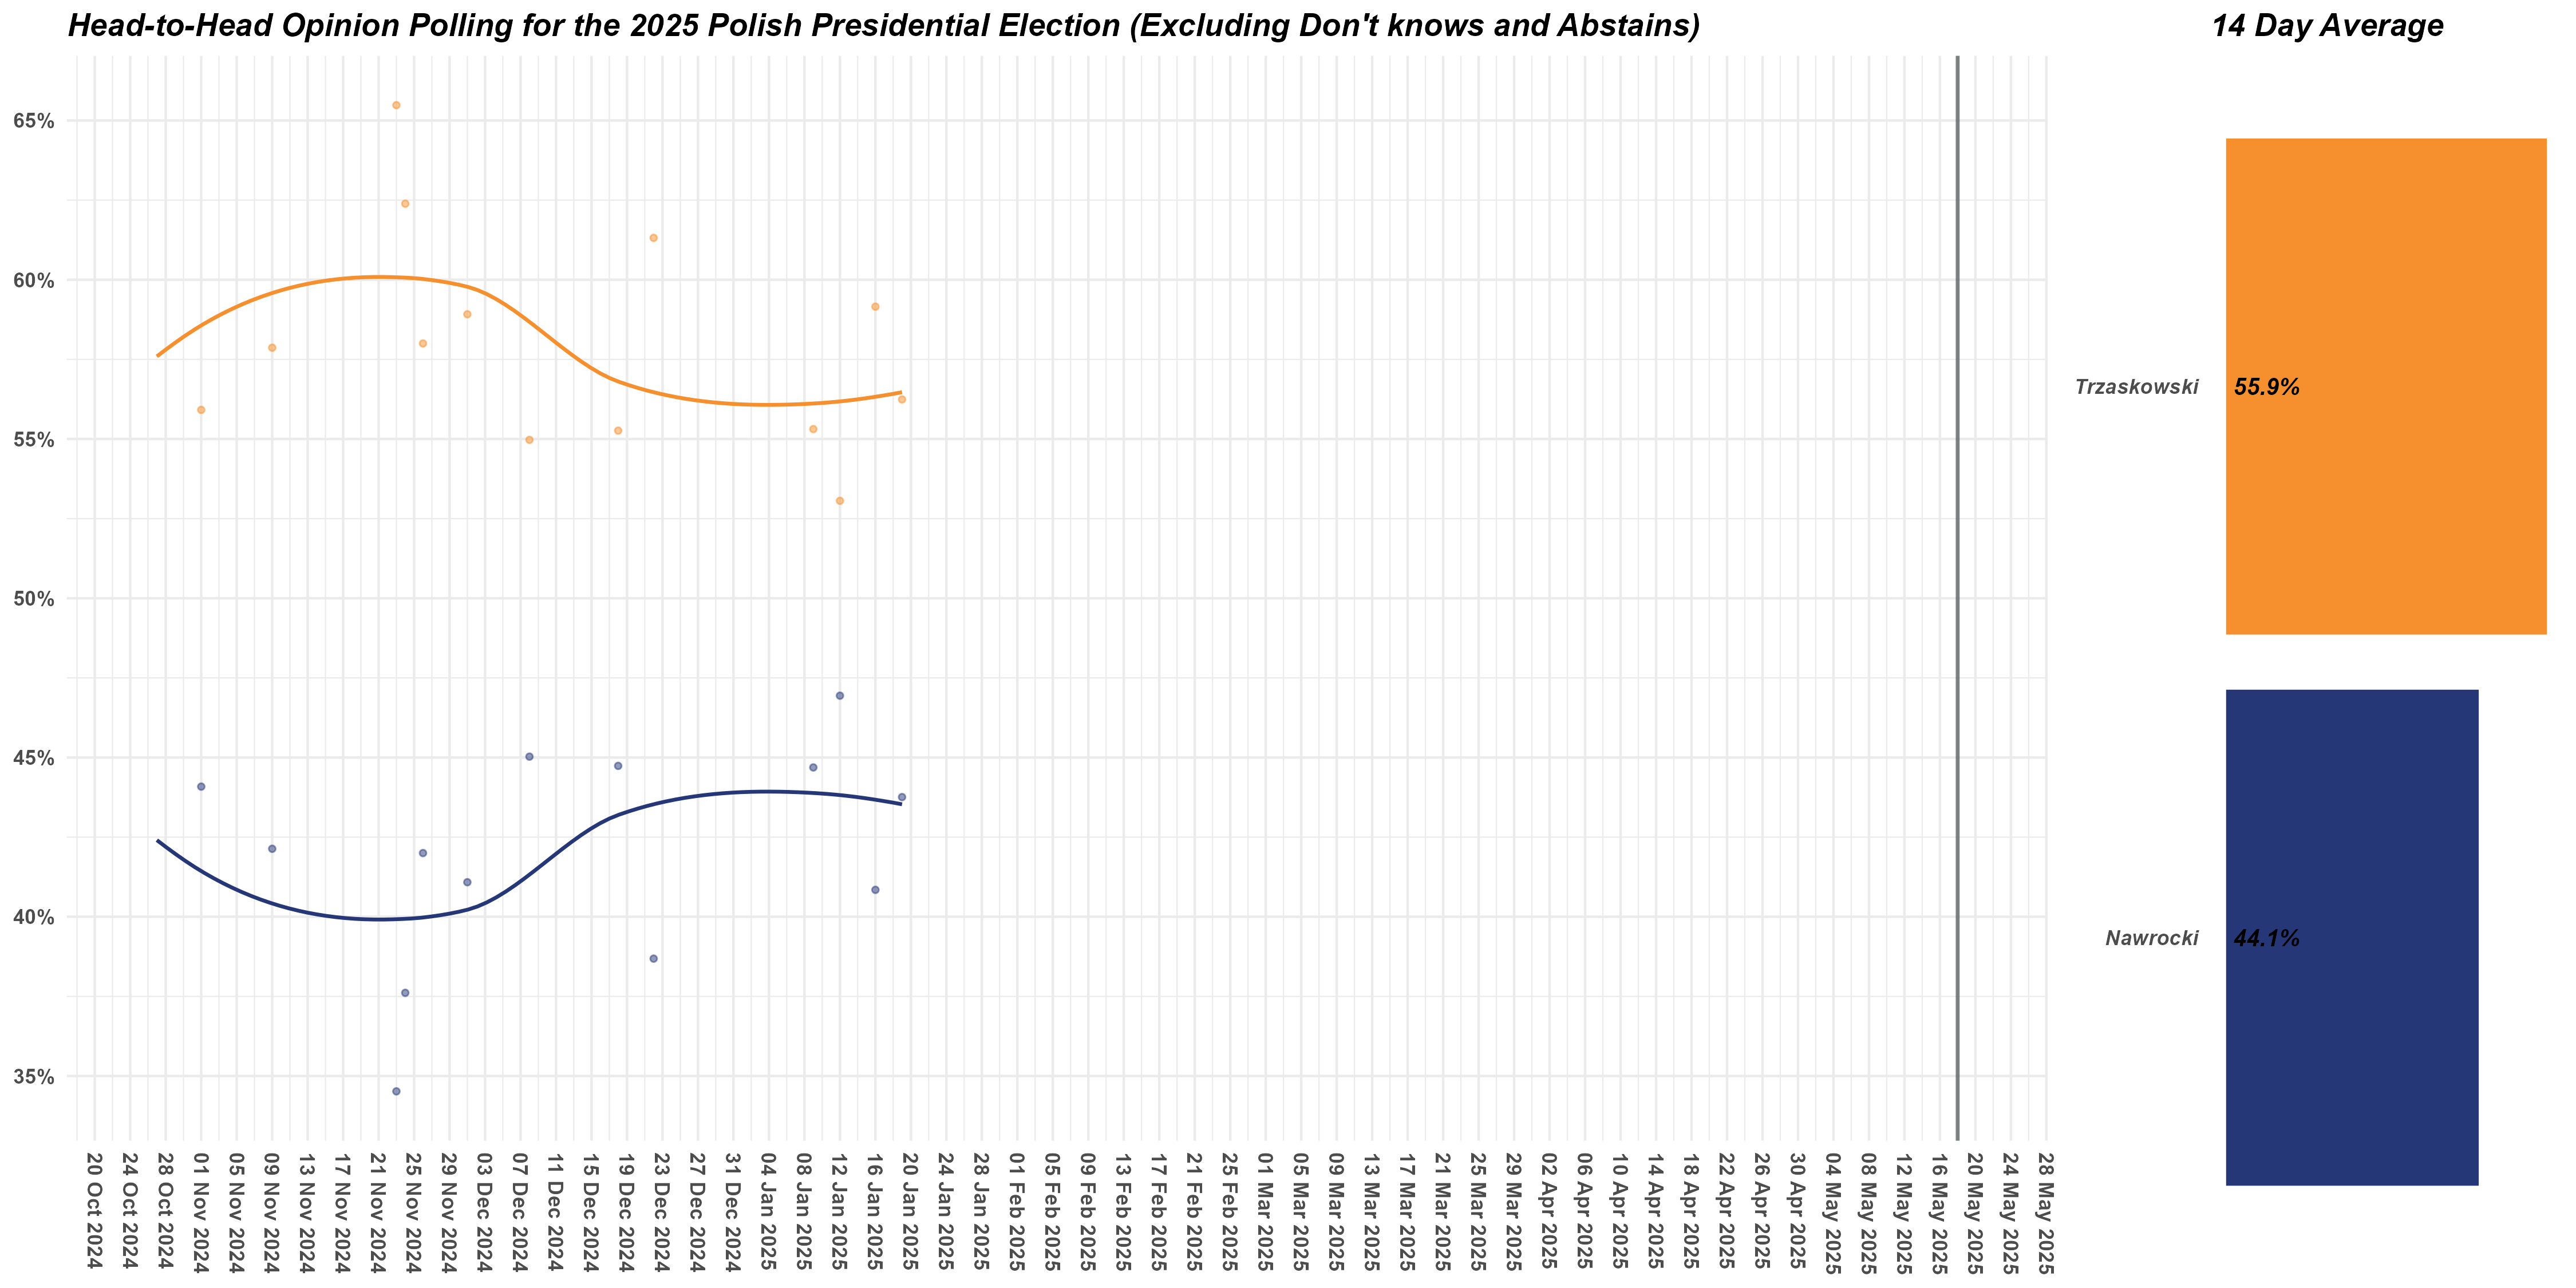 Head-to-Head Opinion Polling for the 2025 Polish Presidential Election (Excluding Don't knows and Abstains)
14 Day Average
65%
60%
55%
50%
45%
40%
35%
20 Oct 2024
24 Oct 2024
28 Oct 2024
01 Nov 2024
05 Nov 2024
09 Nov 2024
13 Nov 2024
17 Nov 2024
21 Nov 2024
25 Nov 2024
29 Nov 2024
03 Dec 2024
07 Dec 2024
11 Dec 2024
15 Dec 2024
19 Dec 2024
23 Dec 2024
27 Dec 2024
31 Dec 2024
04 Jan 2025
08 Jan 2025
12 Jan 2025
16 Jan 2025
20 Jan 2025
24 Jan 2025
28 Jan 2025
01 Feb 2025
05 Feb 2025
09 Feb 2025
13 Feb 2025
17 Feb 2025
21 Feb 2025
25 Feb 2025
01 Mar 2025
05 Mar 2025
09 Mar 2025
13 Mar 2025
17 Mar 2025
21 Mar 2025
25 Mar 2025
29 Mar 2025
02 Apr 2025
06 Apr 2025
10 Apr 2025
14 Apr 2025
18 Apr 2025
22 Apr 2025
26 Apr 2025
30 Apr 2025
04 May 2025
08 May 2025
12 May 2025
16 May 2025
20 May 2025
24 May 2025
28 May 2025
Trzaskowski 55.9%
Nawrocki 44.1%